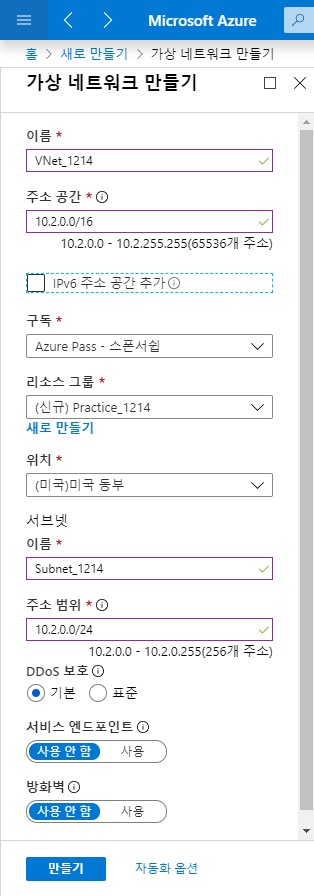 Microsoft Azure
홈 > 새로 만들기 > 가상 네트워크 만들기
가상 네트워크 만들기
이름 *
VNet_1214
주소 공간 *
10.2.0.0/16
10.2.0.0 - 10.2.255.255(65536개 주소)
IPv6 주소 공간 추가
구독 *
Azure Pass - 스폰서쉽
리소스 그룹 *
(신규) Practice_1214
새로 만들기
위치 *
(미국)미국 동부
서브넷
이름 *
Subnet_1214
주소 범위 *
10.2.0.0/24
10.2.0.0 - 10.2.0.255(256개 주소)
DDoS 보호
기본 표준
서비스 엔드포인트
사용 안 함 사용
방화벽
사용 안 함 사용
만들기 자동화 옵션